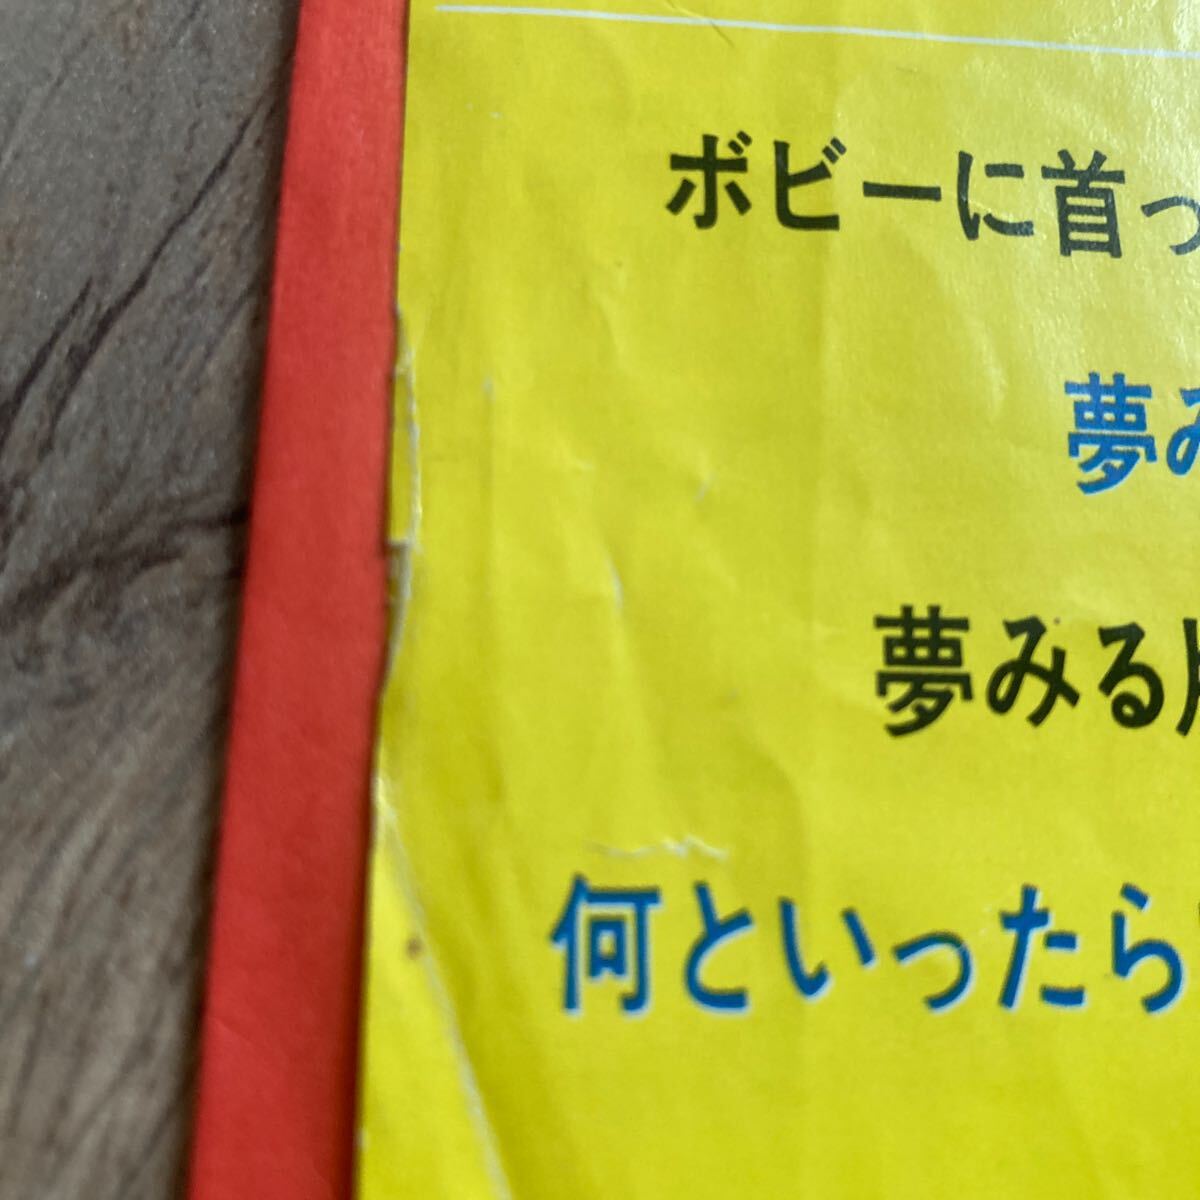 ボビーに首っ
夢み
夢みる
何といったら